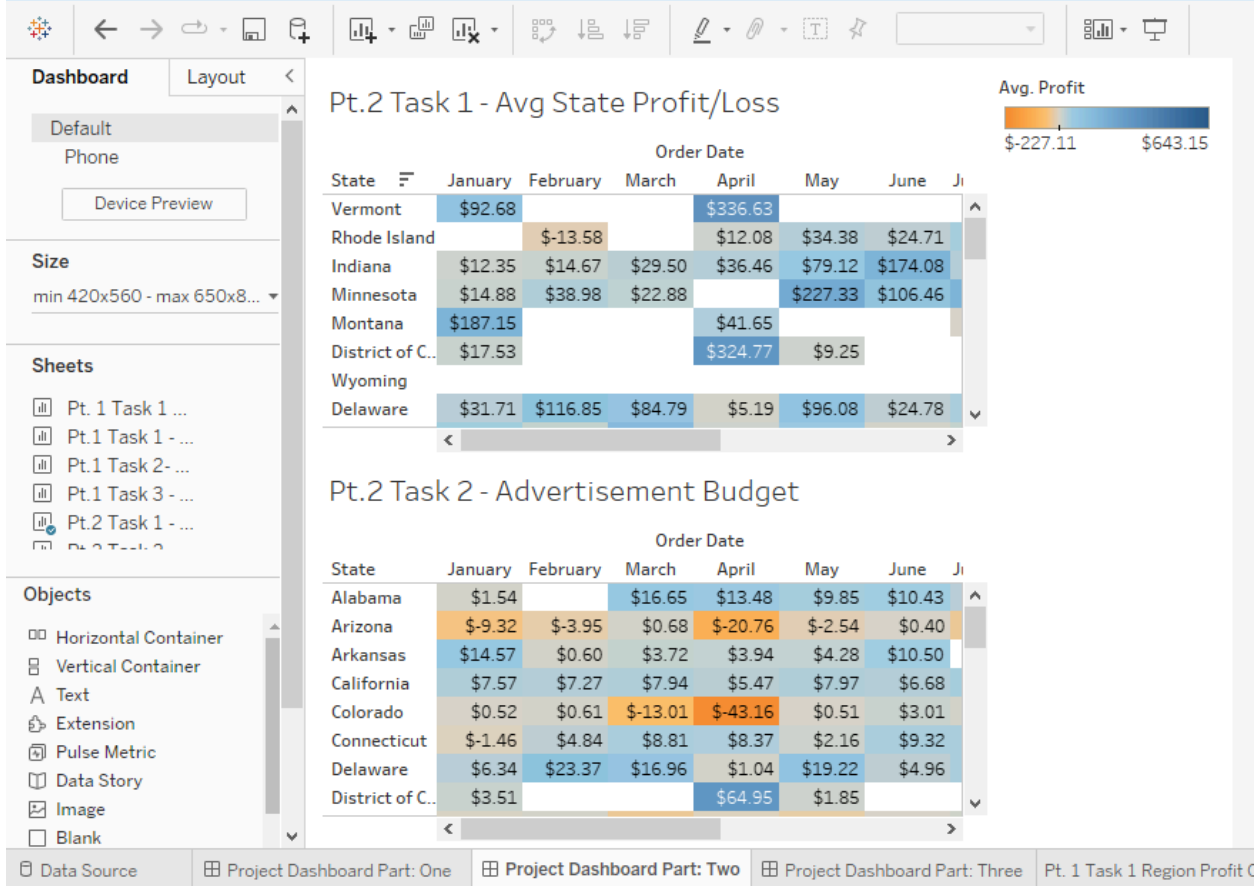 Dashboard Layout <
Default
Phone
Device Preview
Size
min 420x560 - max 650x8...
Sheets
Pt. 1 Task 1 ...
Pt.1 Task 1 - ...
Pt.1 Task 2- ...
Pt.1 Task 3 - ...
Pt.2 Task 1 - ...
Objects
Horizontal Container
Vertical Container
A Text
Extension
Pulse Metric
Data Story
Image
Blank
Pt.2 Task 1 - Avg State Profit/Loss
Order Date
State January February March April May June
Vermont $92.68 $336.63
Rhode Island $-13.58 $12.08 $34.38 $24.71
Indiana $12.35 $14.67 $29.50 $36.46 $79.12 $174.08
Minnesota $14.88 $38.98 $22.88 $227.33 $106.46
Montana $187.15 $41.65
District of C.. $17.53 $324.77 $9.25
Wyoming
Delaware $31.71 $116.85 $84.79 $5.19 $96.08 $24.78
Avg. Profit
$-227.11 $643.15
Pt.2 Task 2 - Advertisement Budget
Order Date
State January February March April May June
Alabama $1.54 $16.65 $13.48 $9.85 $10.43
Arizona $-9.32 $-3.95 $0.68 $-20.76 $-2.54 $0.40
Arkansas $14.57 $0.60 $3.72 $3.94 $4.28 $10.50
California $7.57 $7.27 $7.94 $5.47 $7.97 $6.68
Colorado $0.52 $0.61 $-13.01 $-43.16 $0.51 $3.01
Connecticut $-1.46 $4.84 $8.81 $8.37 $2.16 $9.32
Delaware $6.34 $23.37 $16.96 $1.04 $19.22 $4.96
District of C.. $3.51 $64.95 $1.85
Data Source Project Dashboard Part: One Project Dashboard Part: Two Project Dashboard Part: Three Pt. 1 Task 1 Region Profit